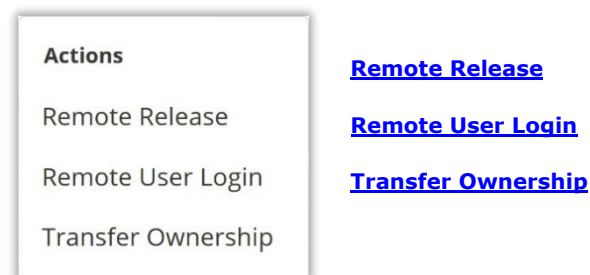 Actions
Remote Release
Remote User Login
Transfer Ownership
Remote Release
Remote User Login
Transfer Ownership